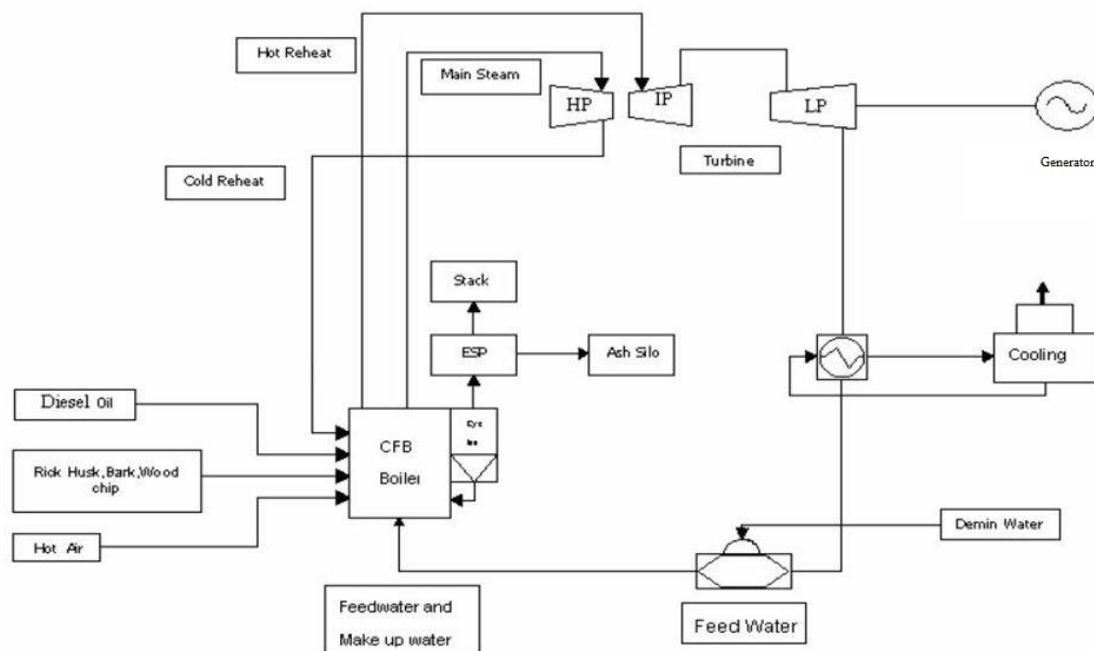 Hot Reheat
Main Steam
HP
IP
LP
Turbine
Generator
Cold Reheat
Stack
ESP
Ash Silo
Cooling
Diesel Oil
CFB
Boiler
Rick Husk,Bark,Wood
chip
Hot Air
Demin Water
Feedwater and
Make up water
Feed Water